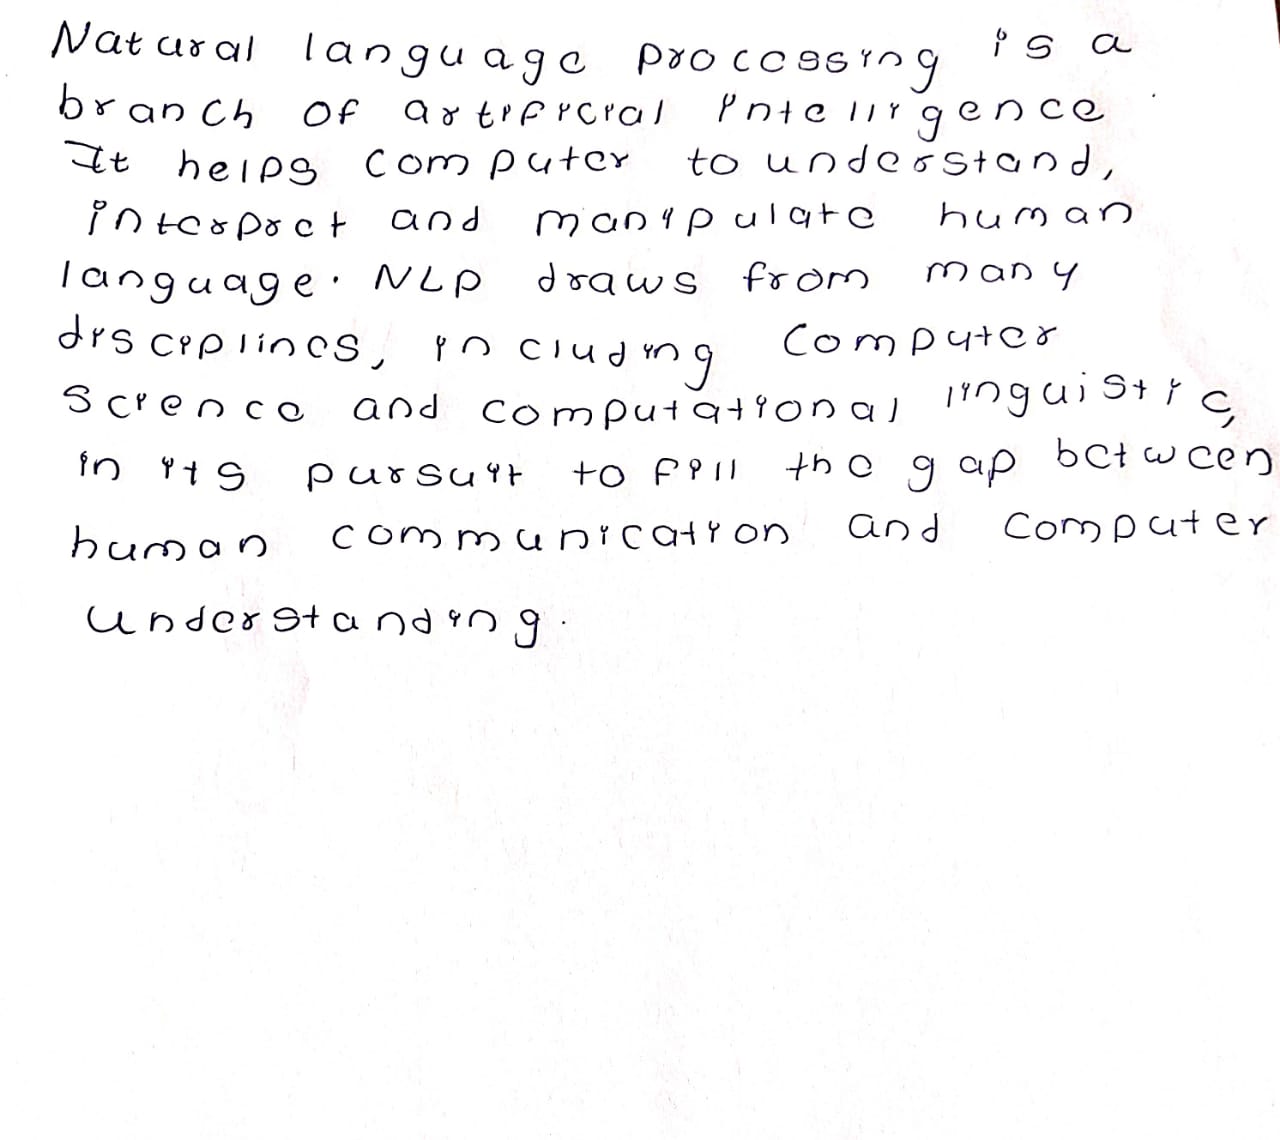 Natural language processing is a
branch of artificial intelligence
It helps computer to understand,
interpret and manipulate human
language. NLP draws from many
disciplines, including computer
science and computational linguistic,
in its pursuit to fill the gap between
human communication and computer
understanding.